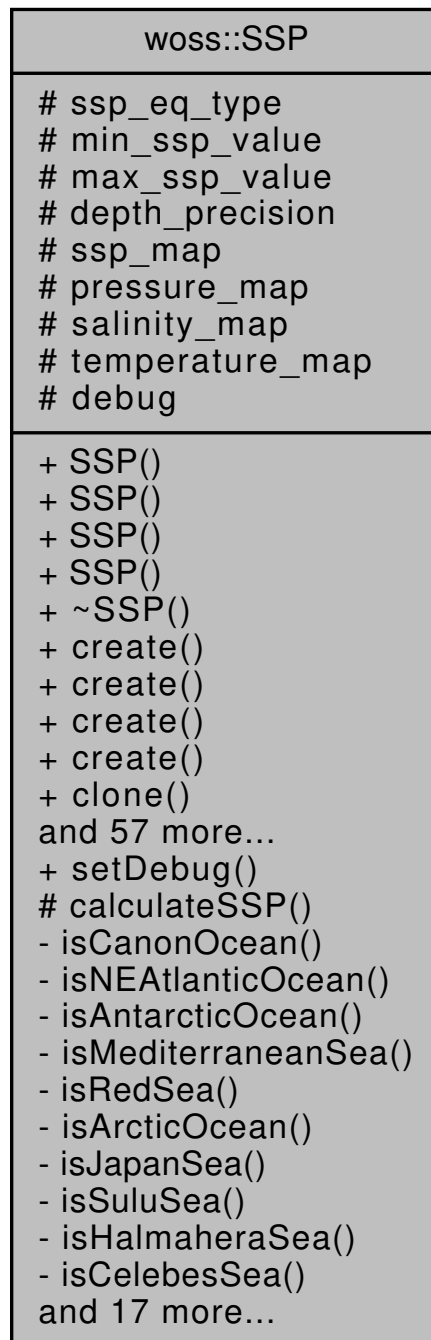 woss::SSP
# ssp_eq_type
# min_ssp_value
# max_ssp_value
# depth_precision
# ssp_map
# pressure_map
# salinity_map
# temperature_map
# debug
+ SSP()
+ SSP()
+ SSP()
+ SSP()
+ ~SSP()
+ create()
+ create()
+ create()
+ create()
+ clone()
and 57 more...
+ setDebug()
# calculateSSP()
- isCanonOcean()
- isNEAtlanticOcean()
- isAntarcticOcean()
- isMediterraneanSea()
- isRedSea()
- isArcticOcean()
- isJapanSea()
- isSuluSea()
- isHalmaheraSea()
- isCelebesSea()
and 17 more...